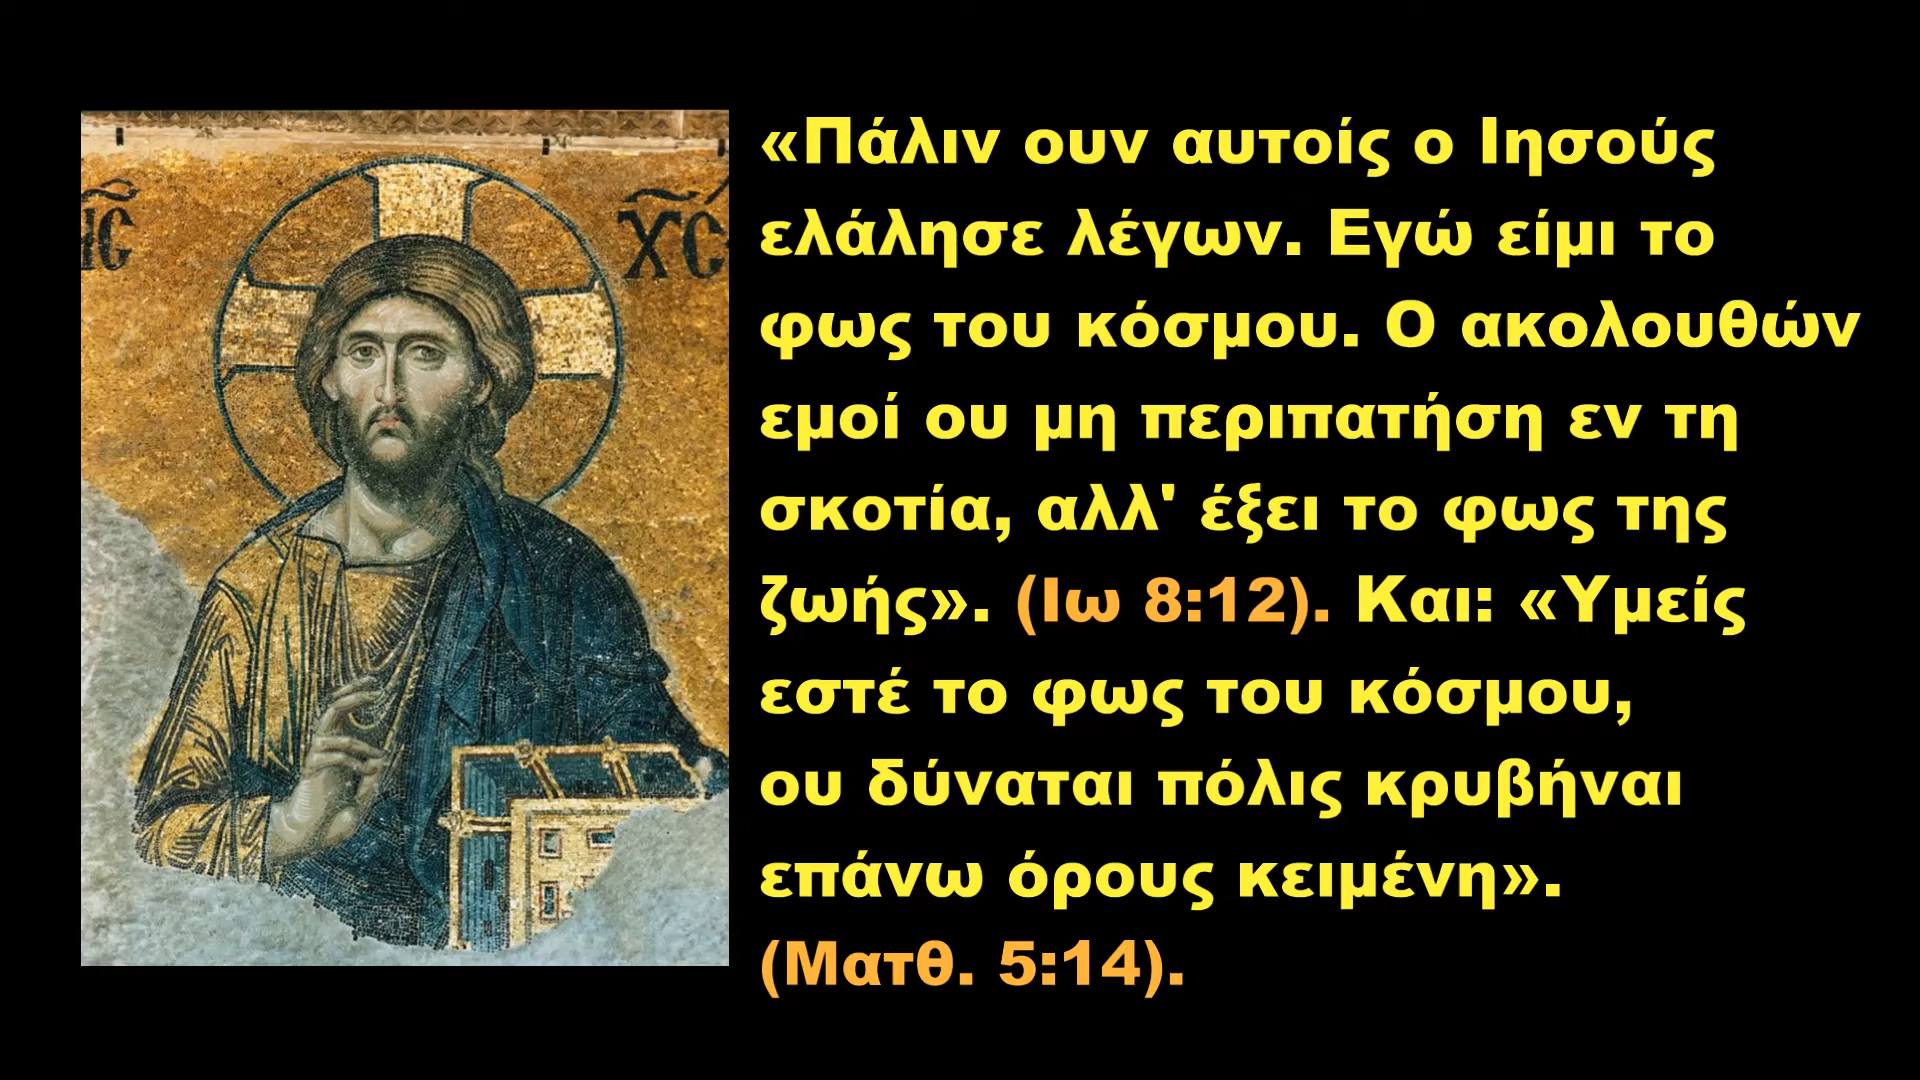 ΙΗC
ΧC
«Πάλιν ουν αυτοίς ο Ιησούς
ελάλησε λέγων. Εγώ είμι το
φως του κόσμου. Ο ακολουθών
εμοί ου μη περιπατήση εν τη
σκοτία, αλλ' έξει το φως της
ζωής». (Ιω 8:12). Και: «Υμείς
εστέ το φως του κόσμου,
ου δύναται πόλις κρυβήναι
επάνω όρους κειμένη».
(Ματθ. 5:14).